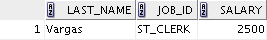 LAST_NAME JOB_ID SALARY
1 Vargas ST_CLERK 2500